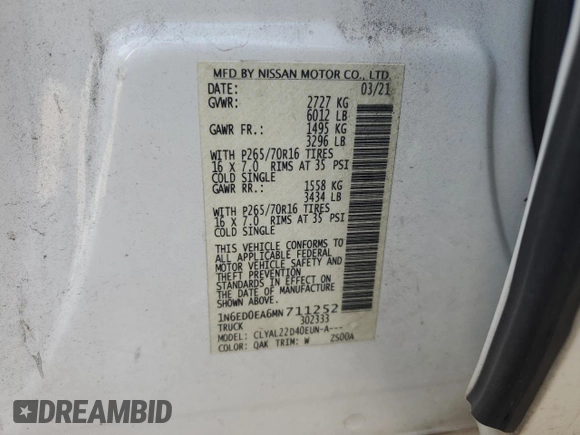 MFD BY NISSAN MOTOR CO., LTD.
DATE: 03/21
GVWR: 2727 KG
6012 LB
GAWR FR.: 1495 KG
3296 LB
WITH P265/70R16 TIRES
16 X 7.0 RIMS AT 35 PSI
COLD SINGLE
GAWR RR.: 1558 KG
3434 LB
WITH P265/70R16 TIRES
16 X 7.0 RIMS AT 35 PSI
COLD SINGLE
THIS VEHICLE CONFORMS TO
ALL APPLICABLE FEDERAL
MOTOR VEHICLE SAFETY AND
THEFT PREVENTION
STANDARDS IN EFFECT ON
THE DATE OF MANUFACTURE
SHOWN ABOVE.
1N6ED0EA6MN711252
TRUCK 302333
MODEL: CLYAL22D40EUN-A---
COLOR: QAK TRIM: W ZSOOA
DREAMBID